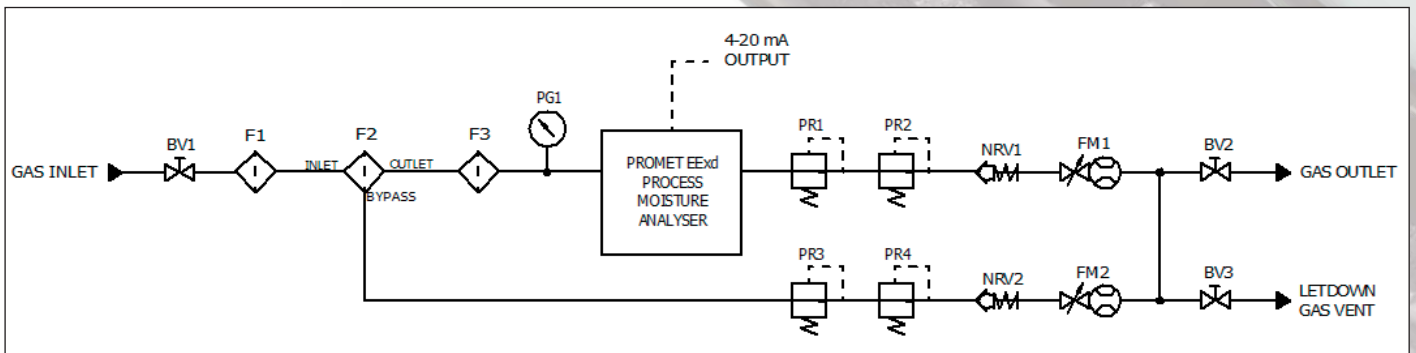 4-20 mA
OUTPUT
PG1
BV1
F1
F2
F3
PR1
PR2
NRV1
FM1
BV2
GAS INLET
INLET
OUTLET
BYPASS
PROMET EExd
PROCESS
MOISTURE
ANALYSER
GAS OUTLET
PR3
PR4
NRV2
FM2
BV3
LETDOWN
GAS VENT